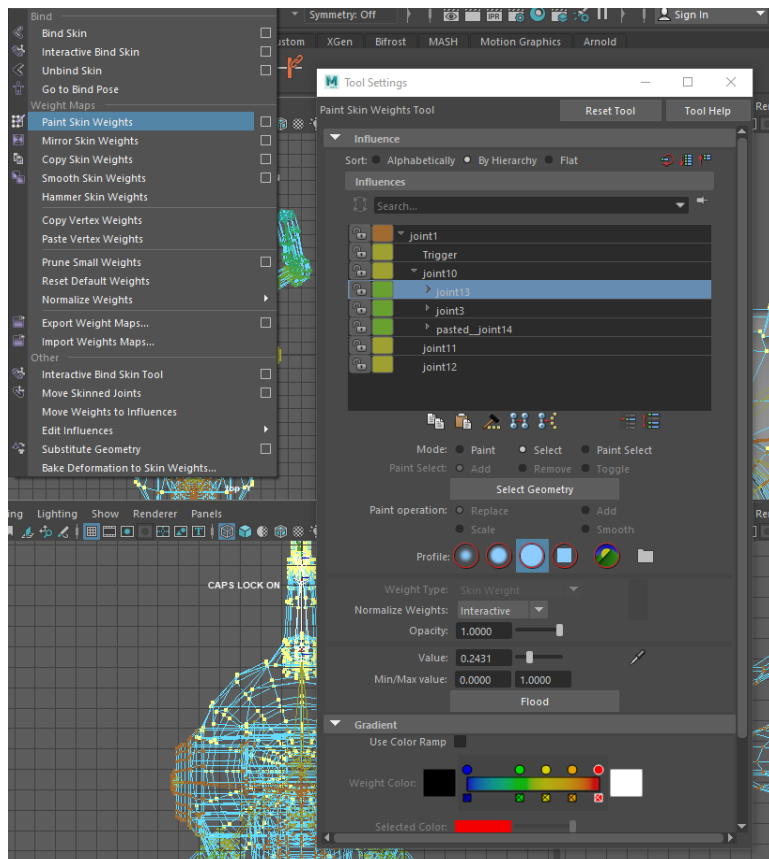 Bind
Bind Skin
Interactive Bind Skin
Unbind Skin
Go to Bind Pose
Weight Maps
Paint Skin Weights
Mirror Skin Weights
Copy Skin Weights
Smooth Skin Weights
Hammer Skin Weights
Copy Vertex Weights
Paste Vertex Weights
Prune Small Weights
Reset Default Weights
Normalize Weights
Export Weight Maps...
Import Weights Maps...
Other
Interactive Bind Skin Tool
Move Skinned Joints
Move Weights to Influences
Edit Influences
Substitute Geometry
Bake Deformation to Skin Weights...
Symmetry: Off
IPR
Sign In
stom XGen Bifrost MASH Motion Graphics Arnold
Tool Settings
Paint Skin Weights Tool
Reset Tool
Tool Help
Influence
Sort: Alphabetically By Hierarchy Flat
Influences
Search...
joint1
Trigger
joint10
joint13
joint3
pasted__joint14
joint11
joint12
Mode: Paint Select Paint Select
Paint Select: Add Remove Toggle
Select Geometry
Paint operation: Replace Add
Scale Smooth
Profile:
Weight Type: Skin Weight
Normalize Weights: Interactive
Opacity: 1.0000
Value: 0.2431
Min/Max value: 0.0000 1.0000
Flood
Gradient
Use Color Ramp
Weight Color:
Selected Color:
top
ing Lighting Show Renderer Panels
CAPS LOCK ON
Re
Re